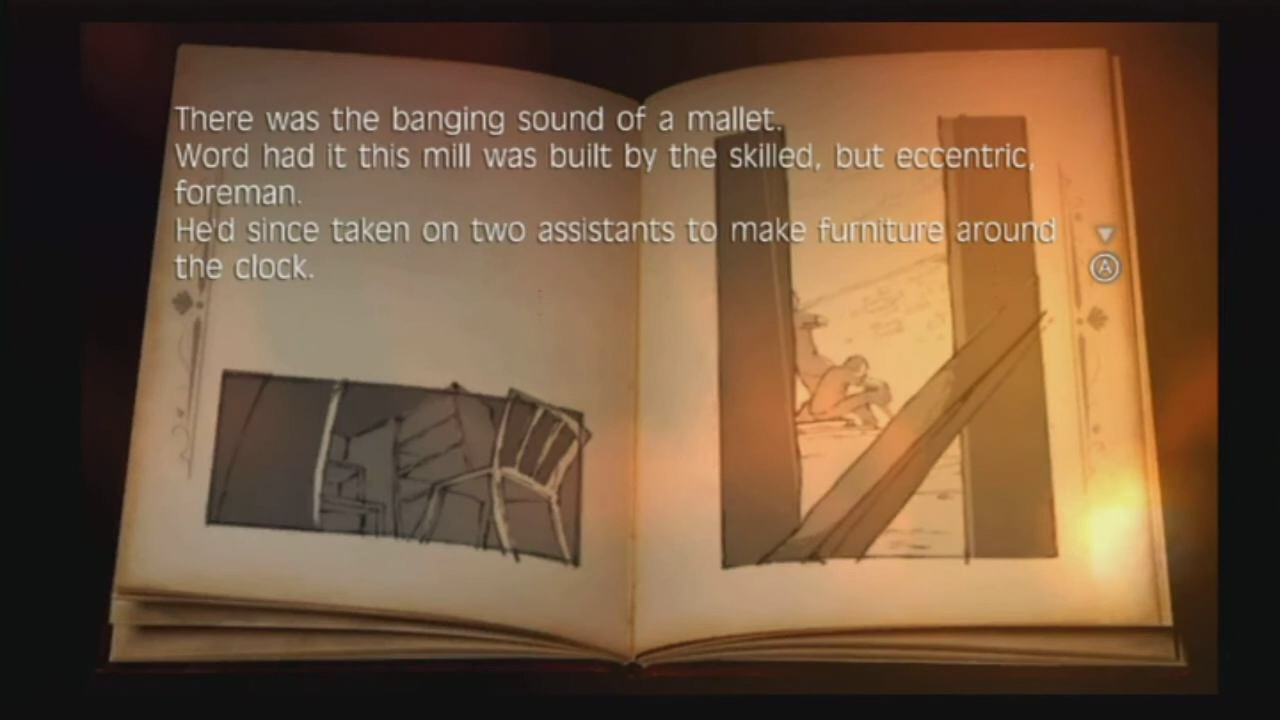 There was the banging sound of a mallet.
Word had it this mill was built by the skilled, but eccentric,
foreman.
He'd since taken on two assistants to make furniture around
the clock.
A